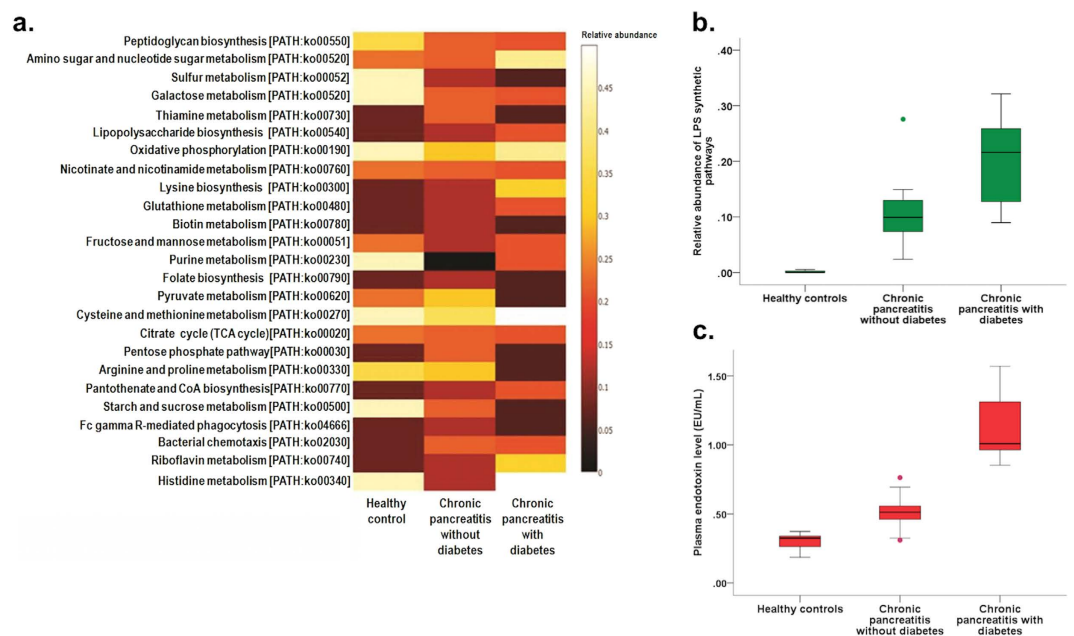 a.
Relative abundance
Peptidoglycan biosynthesis [PATH:ko00550]
Amino sugar and nucleotide sugar metabolism [PATH:ko00520]
Sulfur metabolism [PATH:ko00052]
Galactose metabolism [PATH:ko00520]
Thiamine metabolism [PATH:ko00730]
Lipopolysaccharide biosynthesis [PATH:ko00540]
Oxidative phosphorylation [PATH:ko00190]
Nicotinate and nicotinamide metabolism [PATH:ko00760]
Lysine biosynthesis [PATH:ko00300]
Glutathione metabolism [PATH:ko00480]
Biotin metabolism [PATH:ko00780]
Fructose and mannose metabolism [PATH:ko00051]
Purine metabolism [PATH:ko00230]
Folate biosynthesis [PATH:ko00790]
Pyruvate metabolism [PATH:ko00620]
Cysteine and methionine metabolism [PATH:ko00270]
Citrate cycle (TCA cycle)[PATH:ko00020]
Pentose phosphate pathway[PATH:ko00030]
Arginine and proline metabolism [PATH:ko00330]
Pantothenate and CoA biosynthesis[PATH:ko00770]
Starch and sucrose metabolism [PATH:ko00500]
Fc gamma R-mediated phagocytosis [PATH:ko04666]
Bacterial chemotaxis [PATH:ko02030]
Riboflavin metabolism [PATH:ko00740]
Histidine metabolism [PATH:ko00340]
0.45
0.4
0.35
0.3
0.25
0.2
0.15
0.1
0.05
0
Healthy
control
Chronic
pancreatitis
without
diabetes
Chronic
pancreatitis
with
diabetes
b.
Relative abundance of LPS synthetic
pathways
.40
0.30
0.20
0.10
.00
Healthy controls
Chronic
pancreatitis
without diabetes
Chronic
pancreatitis with
diabetes
c.
Plasma endotoxin level (EU/mL)
1.50
1.00
.50
.00
Healthy controls
Chronic
pancreatitis
without diabetes
Chronic
pancreatitis with
diabetes